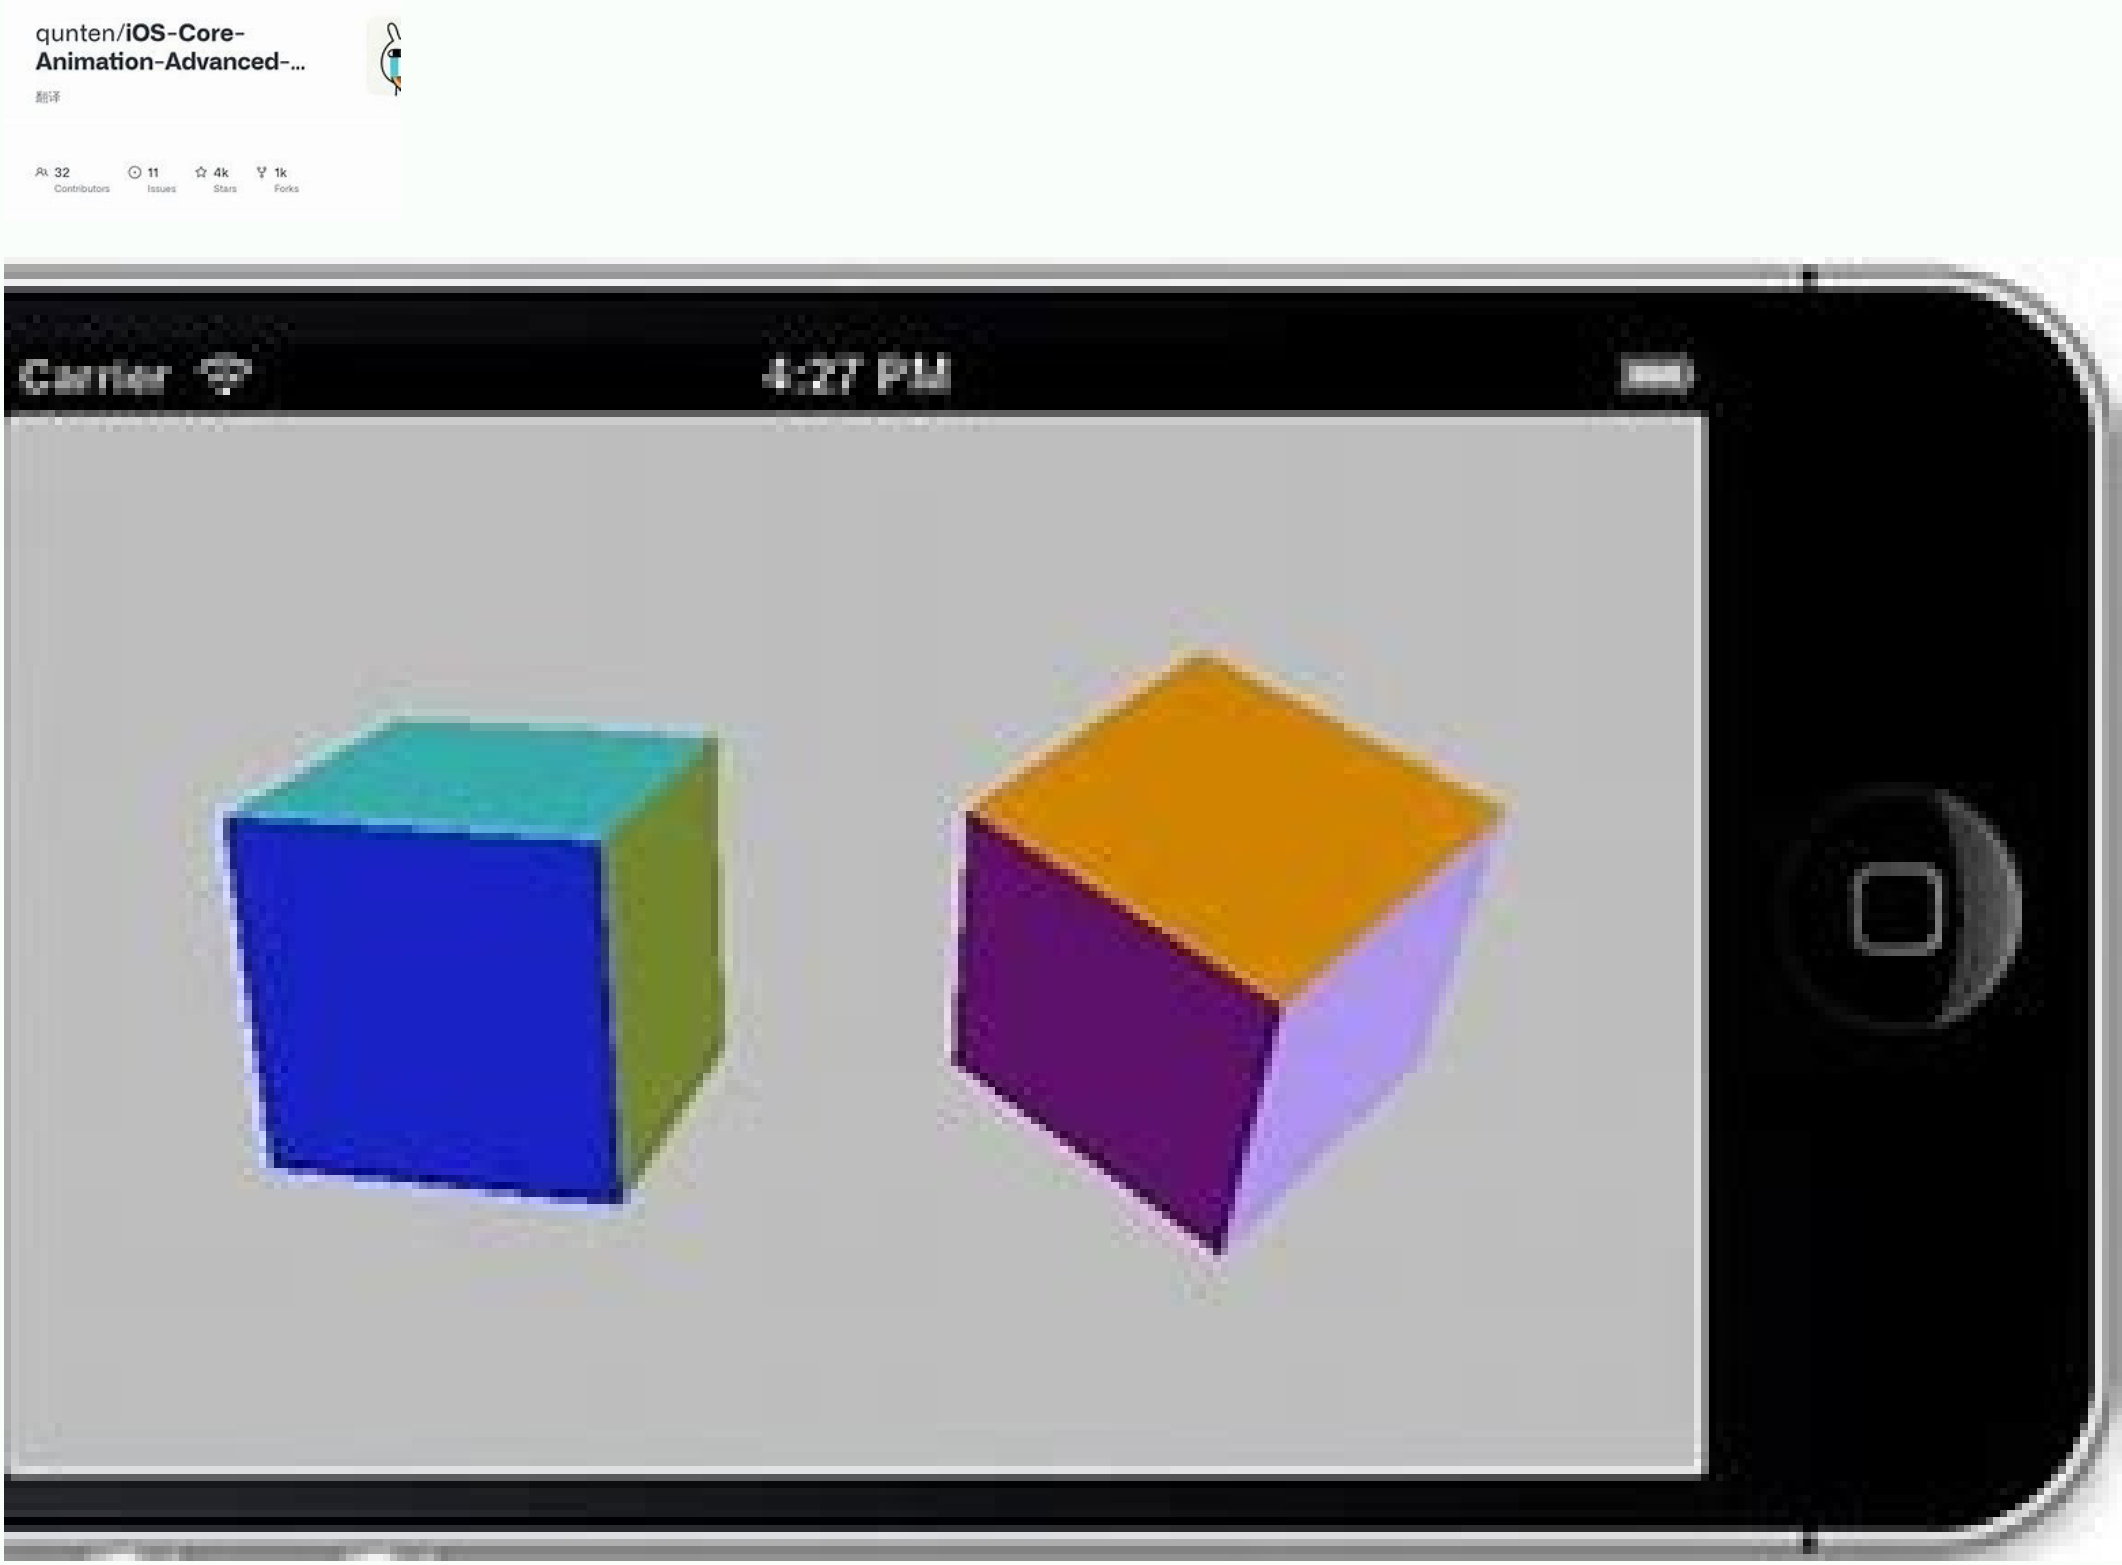 qunten/iOS-Core-
Animation-Advanced-...
翻译
32 11 4k 1k
Contributors Issues Stars Forks
Carrier 4:27 PM